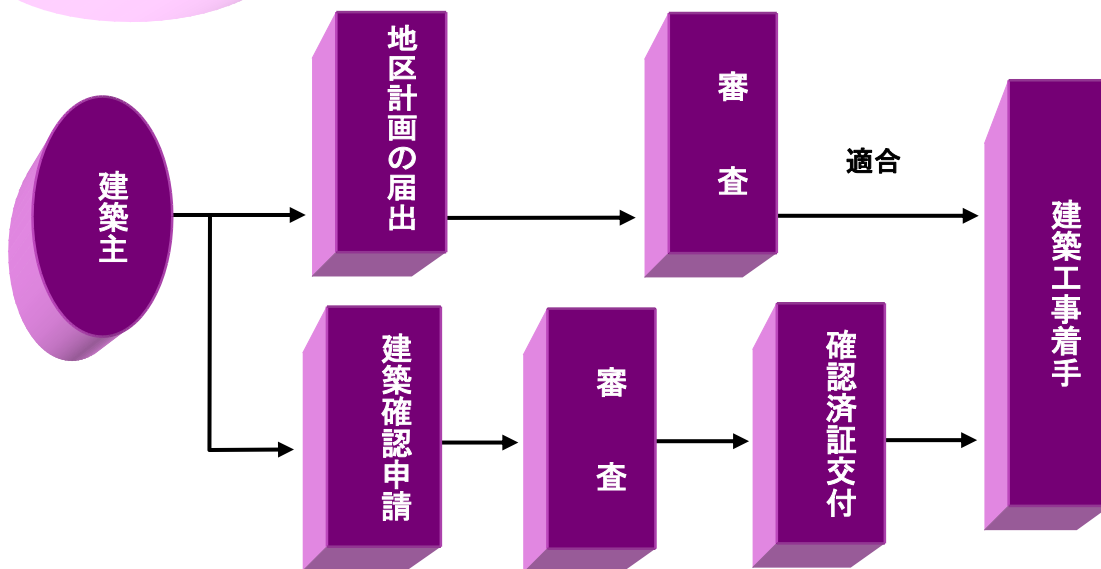 建築主
地区計画の届出
審査
適合
建築確認申請
審査
確認済証交付
建築工事着手